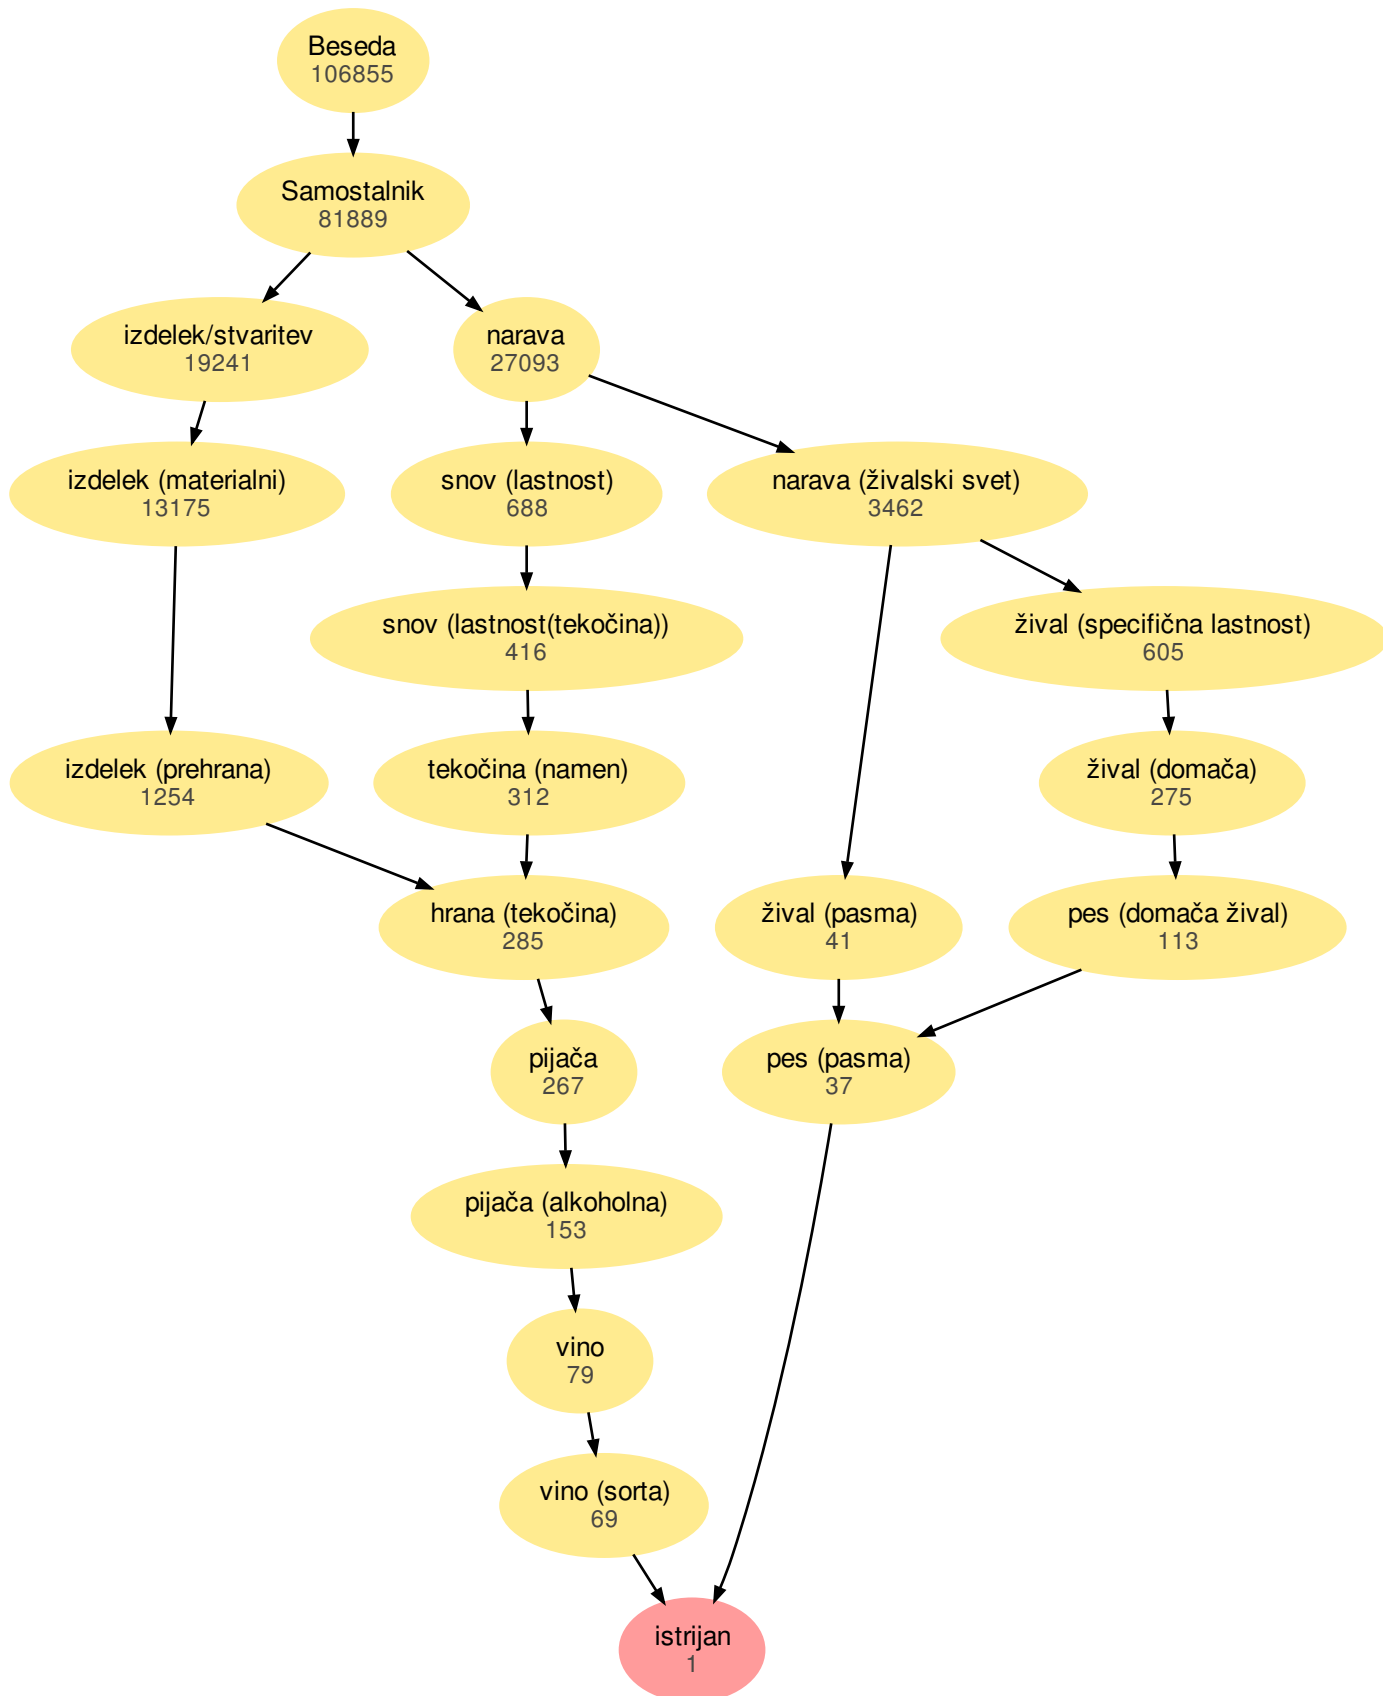 Beseda
106855
Samostalnik
81889
izdelek/stvaritev
19241
narava
27093
izdelek (materialni)
13175
snov (lastnost)
688
narava (živalski svet)
3462
snov (lastnost(tekočina))
416
žival (specifična lastnost)
605
izdelek (prehrana)
1254
tekočina (namen)
312
žival (domača)
275
hrana (tekočina)
285
žival (pasma)
41
pes (domača žival)
113
pijača
267
pes (pasma)
37
pijača (alkoholna)
153
vino
79
vino (sorta)
69
istrijan
1